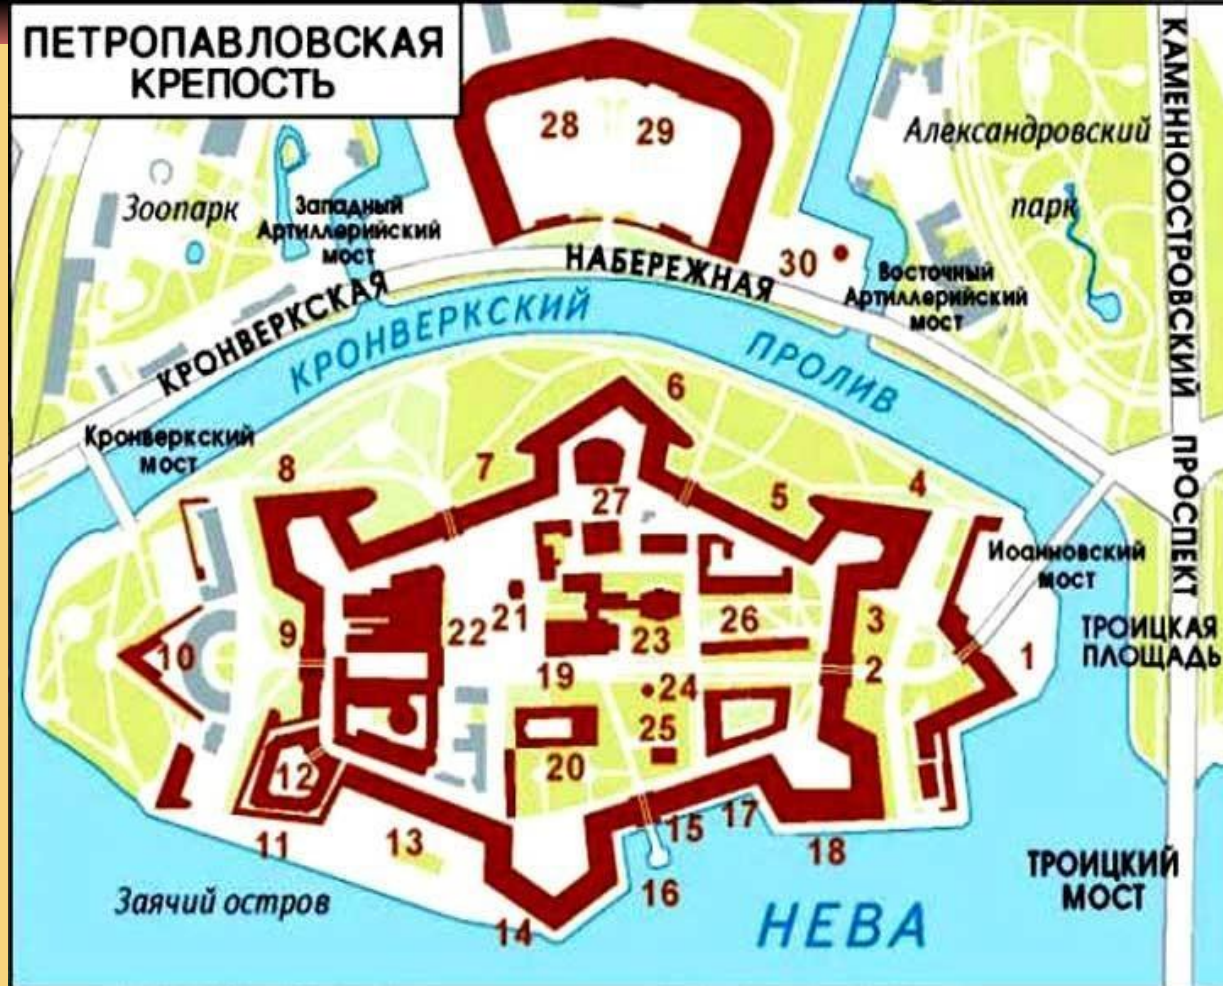 ПЕТРОПАВЛОВСКАЯ
КРЕПОСТЬ
28
29
Александровский
парк
КАМЕННООСТРОВСКИЙ ПРОСПЕКТ
Зоопарк
Западный
Артиллерийский
мост
30
Восточный
Артиллерийский
мост
КРОНВЕРКСКАЯ НАБЕРЕЖНАЯ
КРОНВЕРКСКИЙ ПРОЛИВ
Кронверкский
мост
6
7
8
5
4
27
Иоанновский
мост
21
22
23
26
3
9
10
19
2
1
ТРОИЦКАЯ
ПЛОЩАДЬ
24
25
20
12
11
13
15
17
18
16
14
Заячий остров
НЕВА
ТРОИЦКИЙ
МОСТ